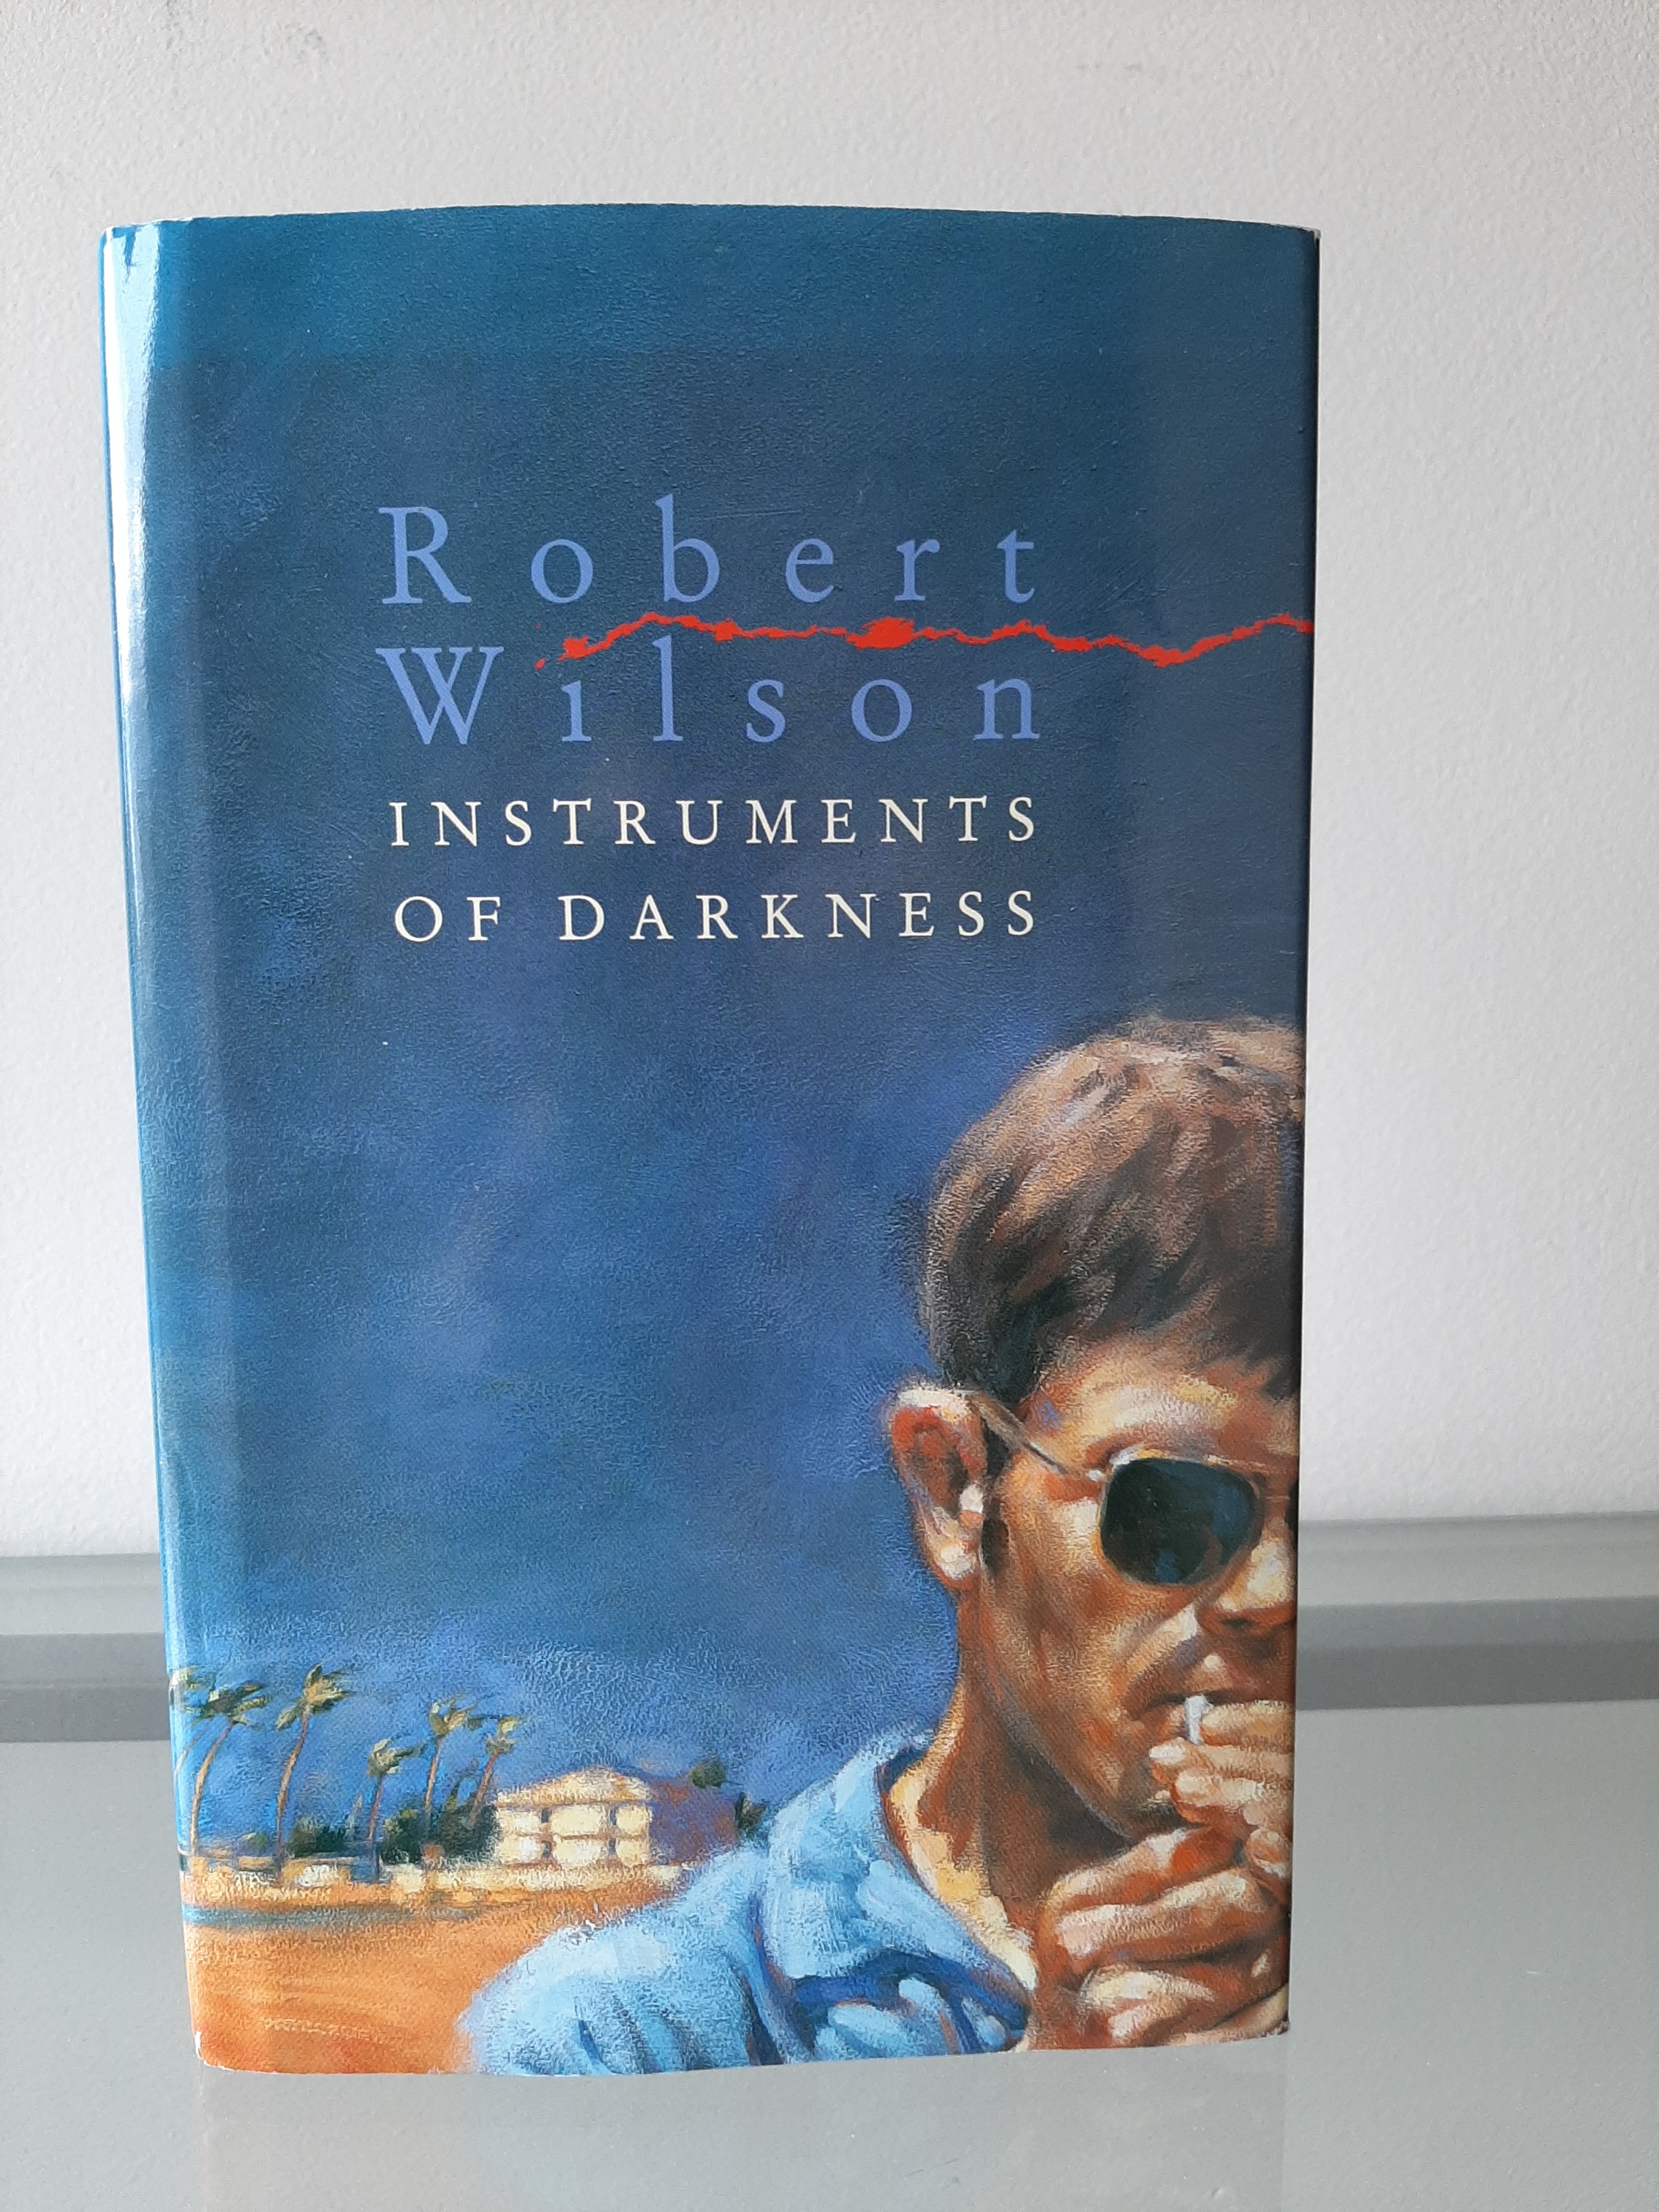 Robert
Wilson
INSTRUMENTS
OF DARKNESS